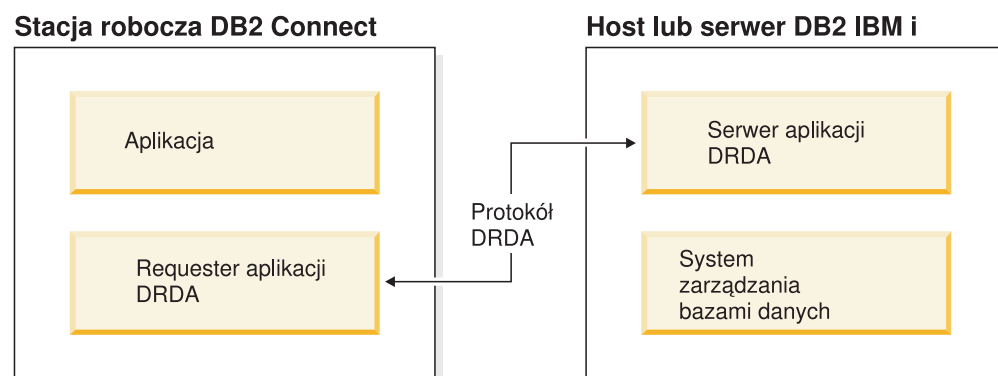 Stacja robocza DB2 Connect
Aplikacja
Requester aplikacji
DRDA
Protokół
DRDA
Host lub serwer DB2 IBM i
Serwer aplikacji
DRDA
System
zarządzania
bazami danych